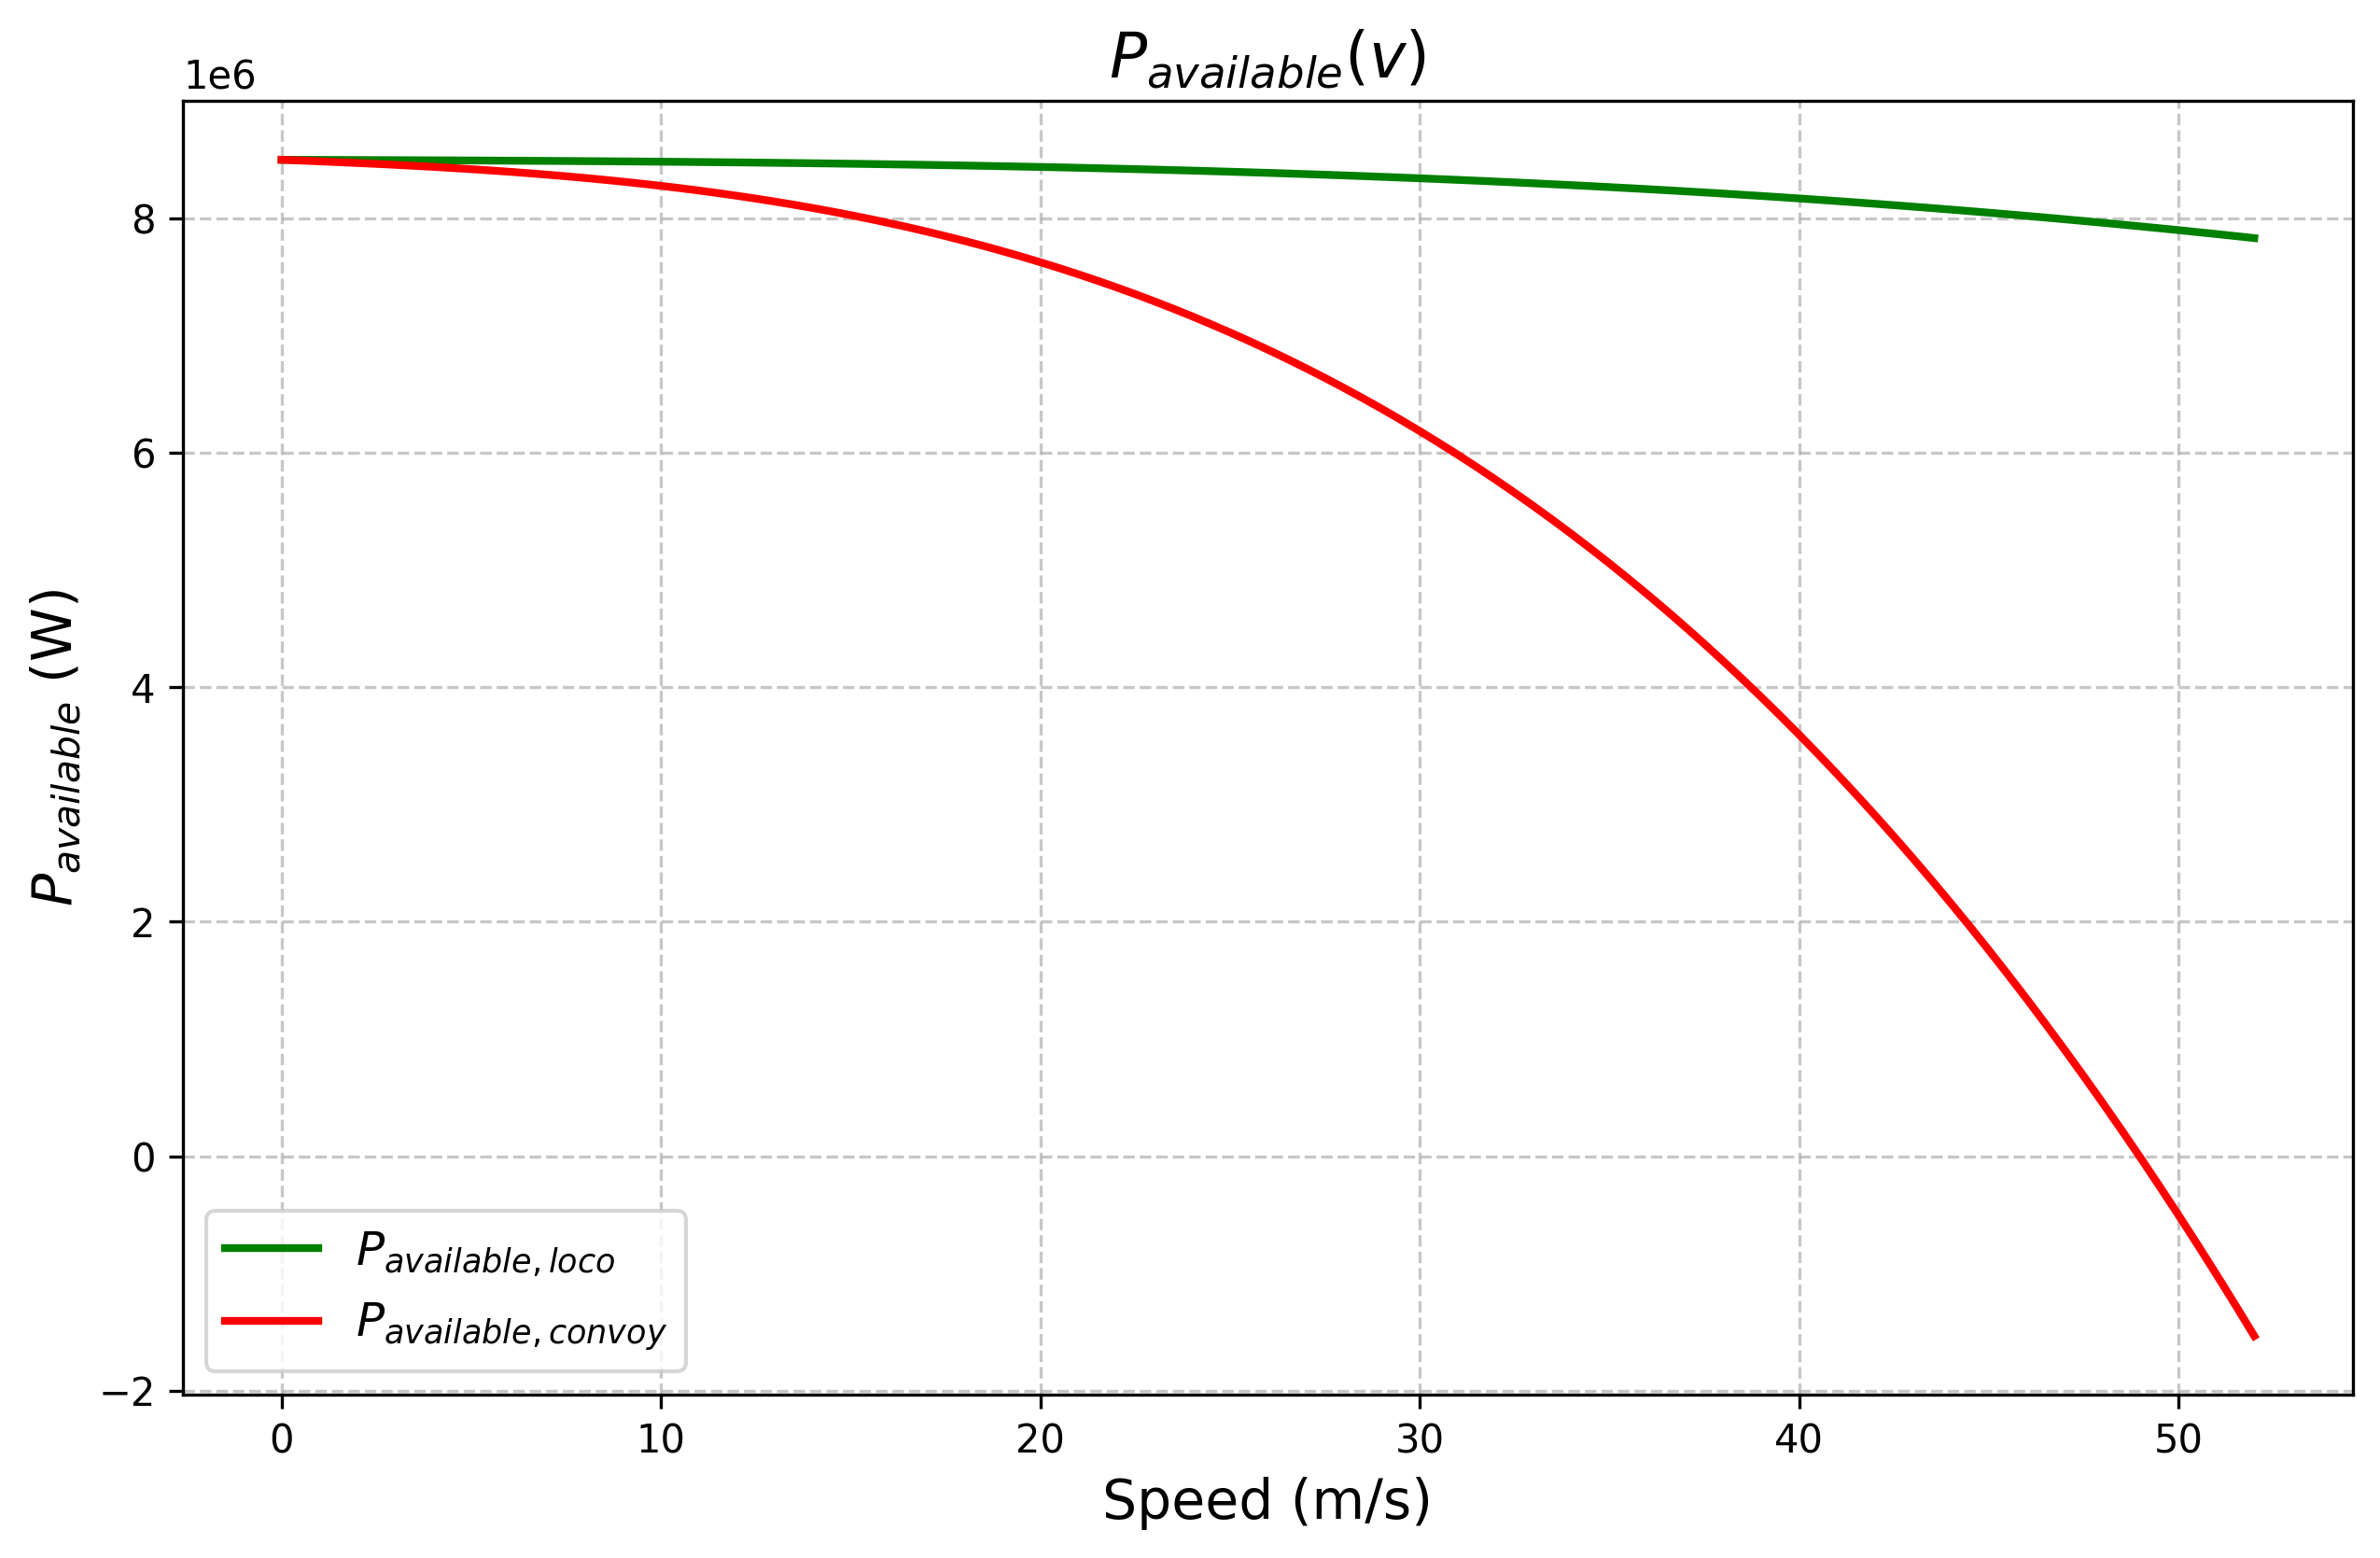 P_available(v)
1e6
8
6
4
2
0
−2
P_available (W)
P_available, loco
P_available, convoy
0 10 20 30 40 50
Speed (m/s)